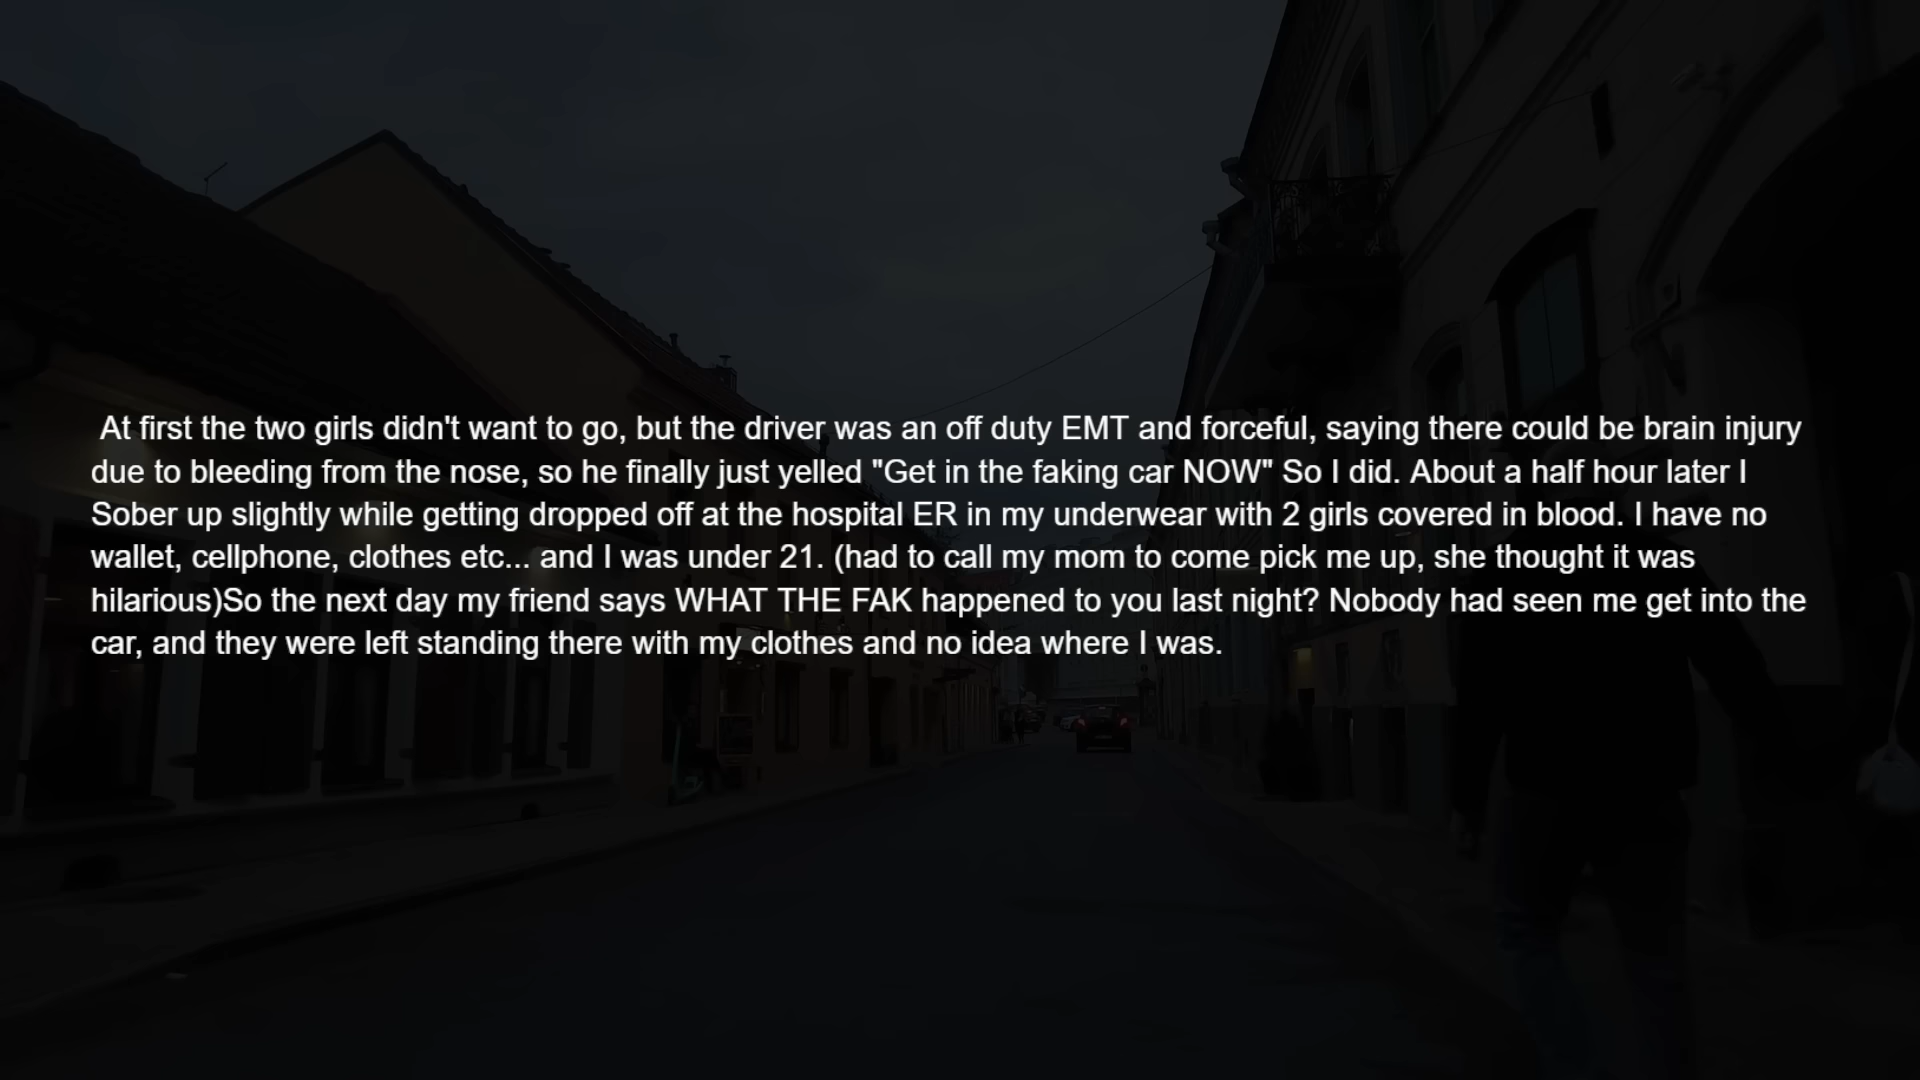 At first the two girls didn't want to go, but the driver was an off duty EMT and forceful, saying there could be brain injury
due to bleeding from the nose, so he finally just yelled "Get in the faking car NOW" So I did. About a half hour later I
Sober up slightly while getting dropped off at the hospital ER in my underwear with 2 girls covered in blood. I have no
wallet, cellphone, clothes etc... and I was under 21. (had to call my mom to come pick me up, she thought it was
hilarious)So the next day my friend says WHAT THE FAK happened to you last night? Nobody had seen me get into the
car, and they were left standing there with my clothes and no idea where I was.